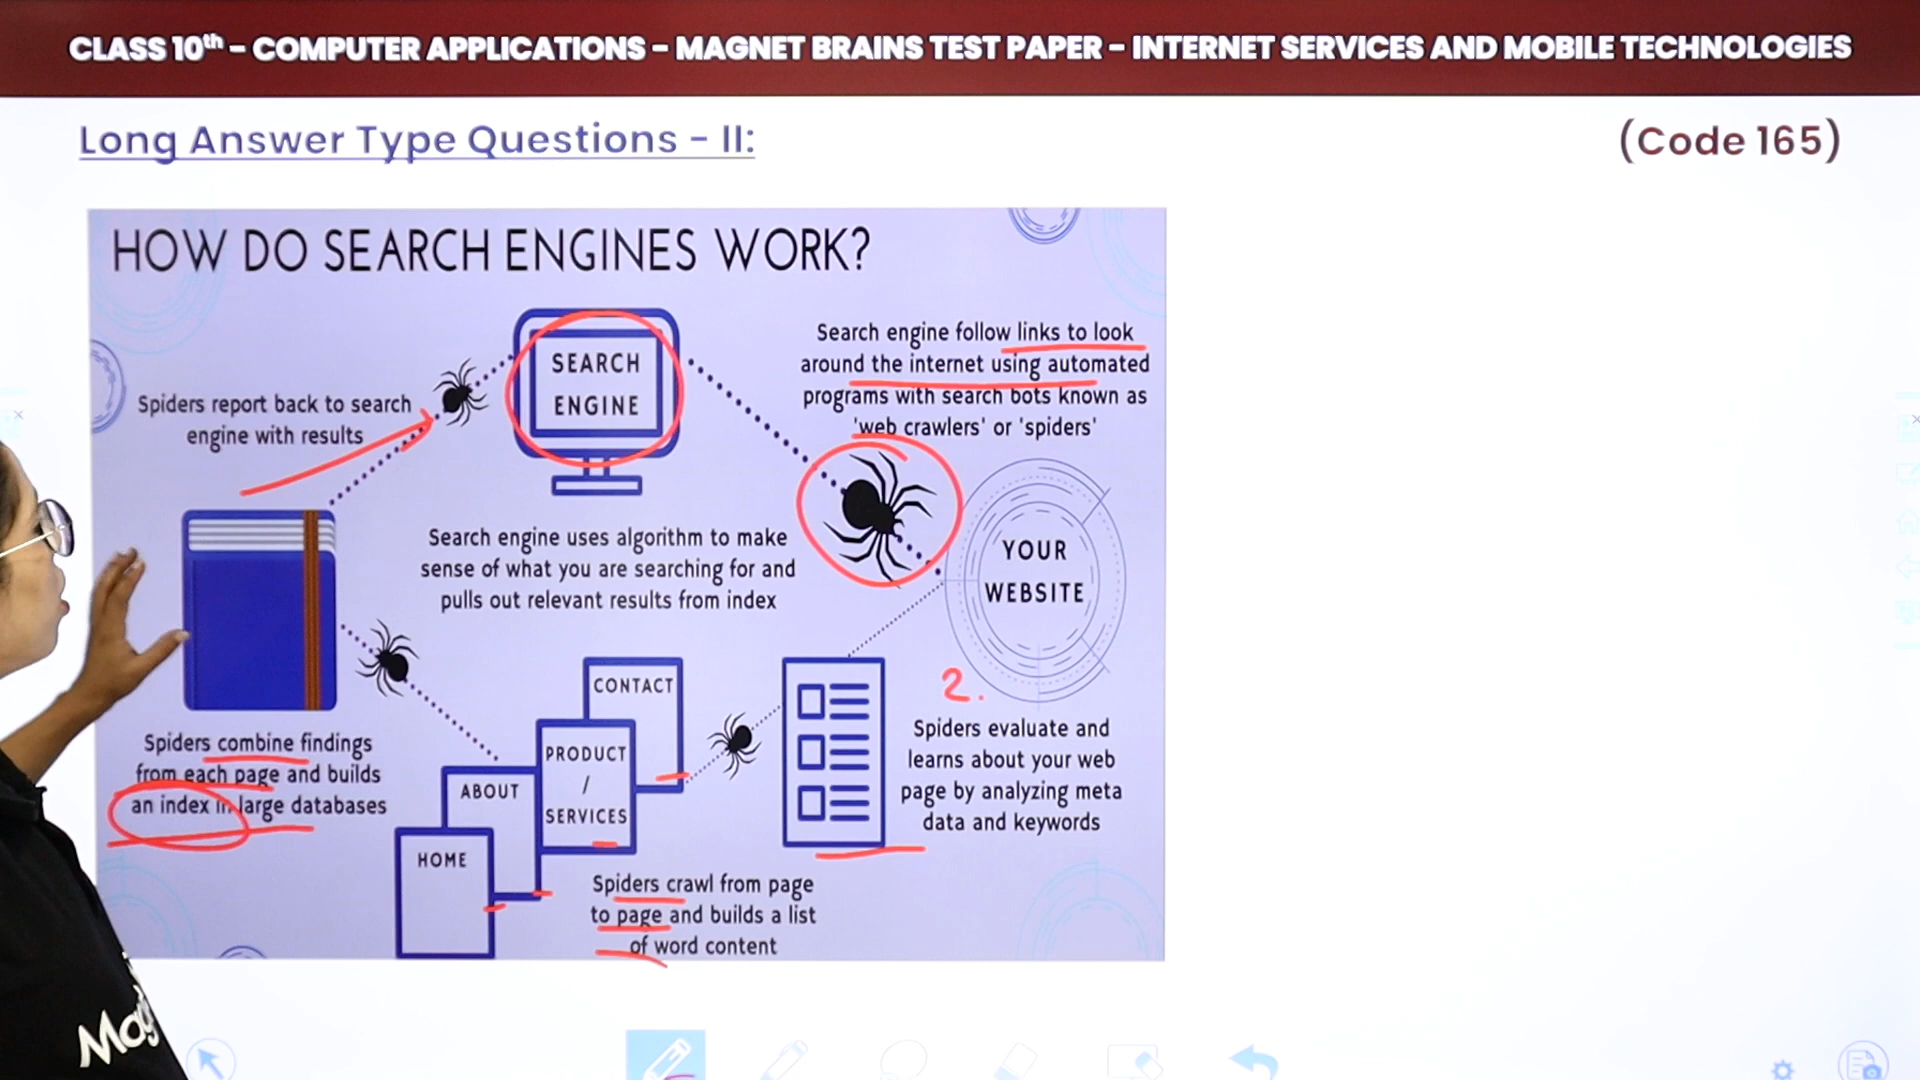 CLASS 10th – COMPUTER APPLICATIONS – MAGNET BRAINS TEST PAPER – INTERNET SERVICES AND MOBILE TECHNOLOGIES
Long Answer Type Questions – II:
(Code 165)
HOW DO SEARCH ENGINES WORK?
SEARCH
ENGINE
Search engine follow links to look
around the internet using automated
programs with search bots known as
'web crawlers' or 'spiders'
Spiders report back to search
engine with results
Search engine uses algorithm to make
sense of what you are searching for and
pulls out relevant results from index
YOUR
WEBSITE
2.
Spiders evaluate and
learns about your web
page by analyzing meta
data and keywords
CONTACT
PRODUCT
/
SERVICES
ABOUT
HOME
Spiders combine findings
from each page and builds
an index in large databases
Spiders crawl from page
to page and builds a list
of word content